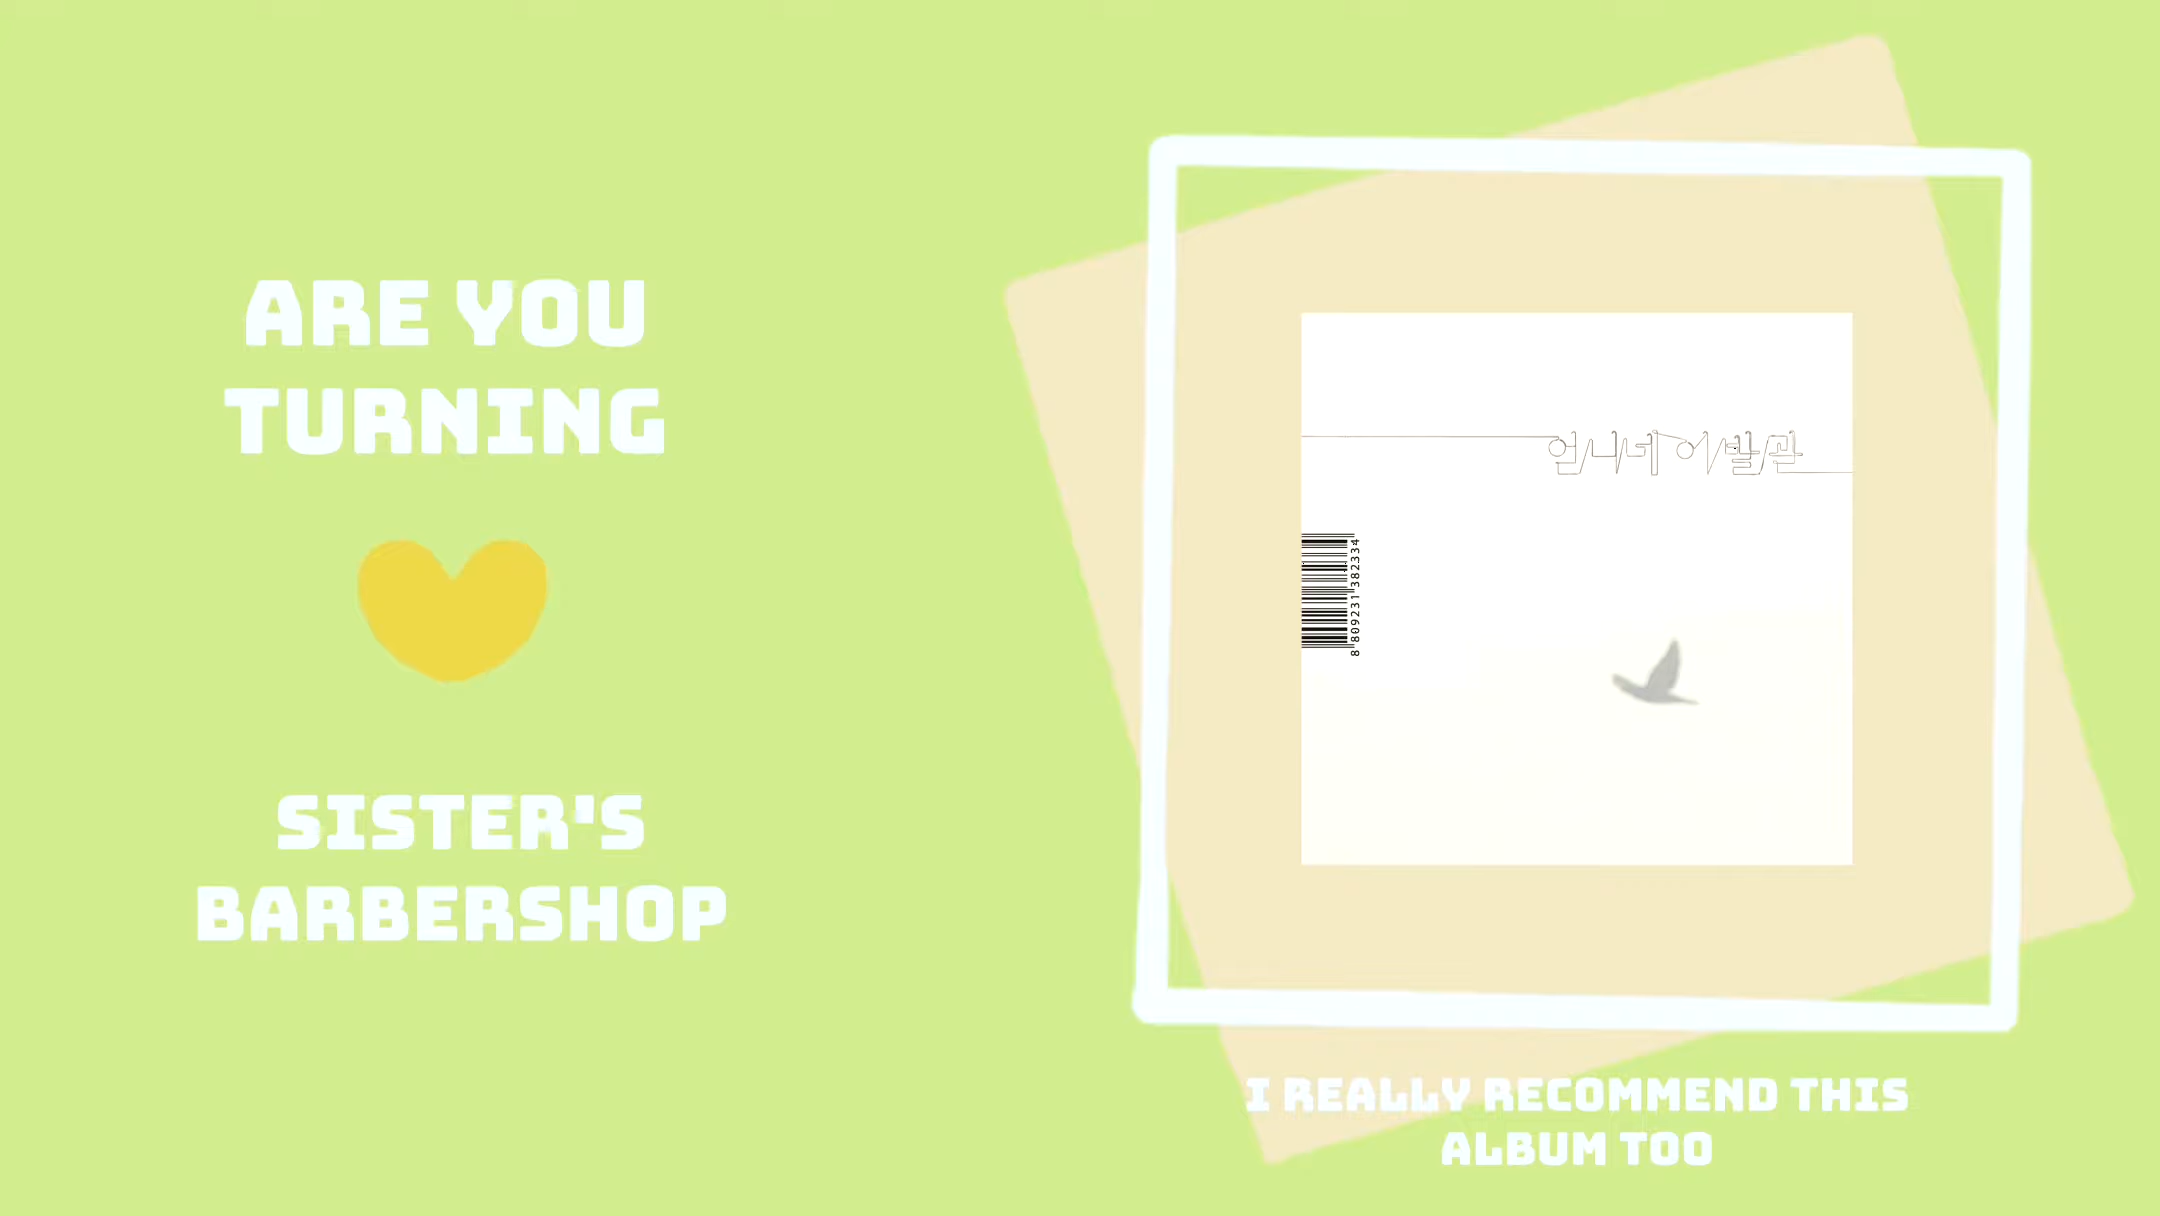 ARE YOU
TURNING
SISTER'S
BARBERSHOP
언니네 이발관
8 809231 382334
I REALLY RECOMMEND THIS
ALBUM TOO